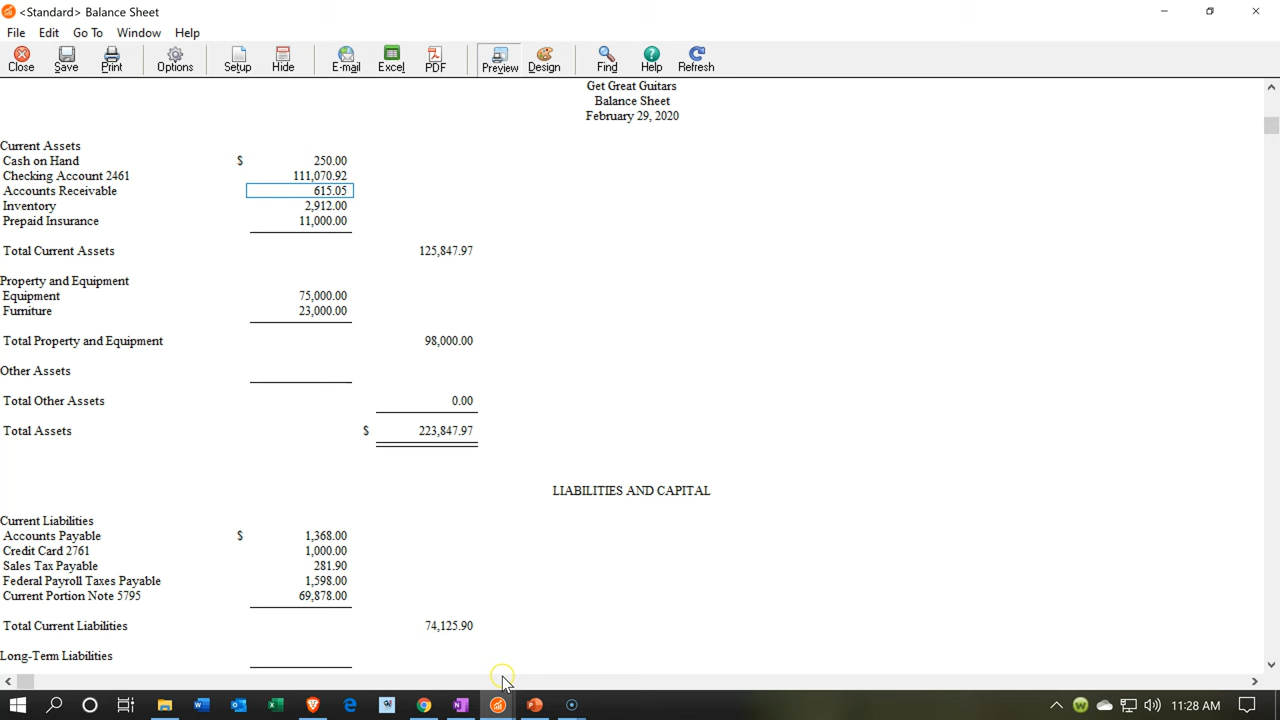 <Standard> Balance Sheet
File Edit Go To Window Help
Close Save Print Options Setup Hide E-mail Excel PDF Preview Design Find Help Refresh
Get Great Guitars
Balance Sheet
February 29, 2020
Current Assets
Cash on Hand $ 250.00
Checking Account 2461 111,070.92
Accounts Receivable 615.05
Inventory 2,912.00
Prepaid Insurance 11,000.00
Total Current Assets 125,847.97
Property and Equipment
Equipment 75,000.00
Furniture 23,000.00
Total Property and Equipment 98,000.00
Other Assets
Total Other Assets 0.00
Total Assets $ 223,847.97
LIABILITIES AND CAPITAL
Current Liabilities
Accounts Payable $ 1,368.00
Credit Card 2761 1,000.00
Sales Tax Payable 281.90
Federal Payroll Taxes Payable 1,598.00
Current Portion Note 5795 69,878.00
Total Current Liabilities 74,125.90
Long-Term Liabilities
11:28 AM